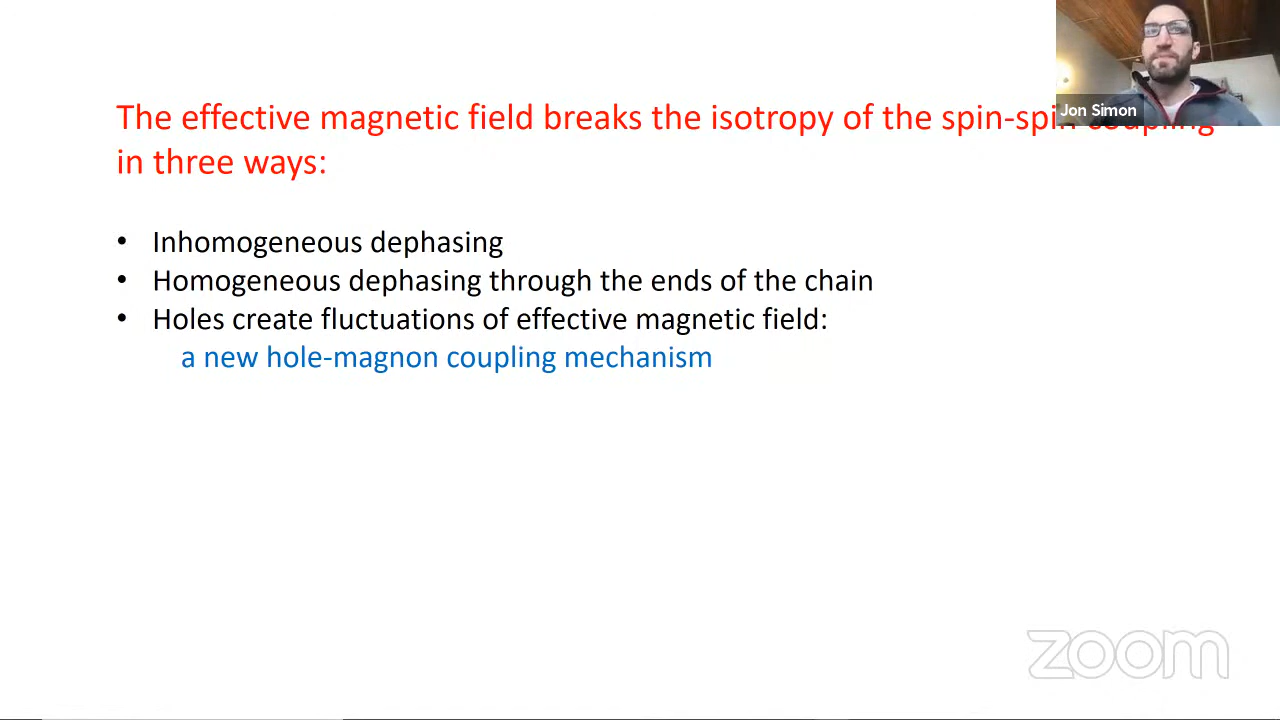 The effective magnetic field breaks the isotropy of the spin-spin coupling
in three ways:
• Inhomogeneous dephasing
• Homogeneous dephasing through the ends of the chain
• Holes create fluctuations of effective magnetic field:
a new hole-magnon coupling mechanism
Jon Simon
zoom